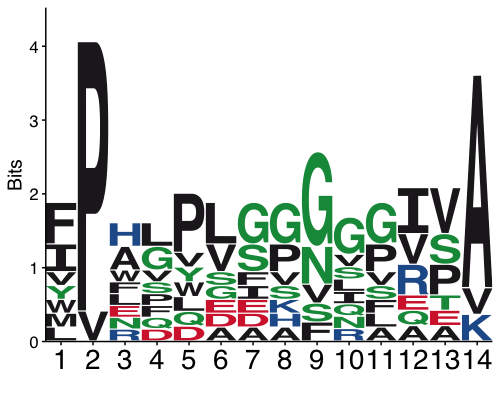 Bits
4
3
2
1
0
F I V Y W M L
P V
H A W F L E N R
L G V S P F Q D
P V Y W L Q D
L V S G E D A
G S F I E D A
G P V S K H A
G N V S F
G V S L I Q N R
G P V S F L A
I V R E Q A
V S P T E A
A V K
1 2 3 4 5 6 7 8 9 10 11 12 13 14